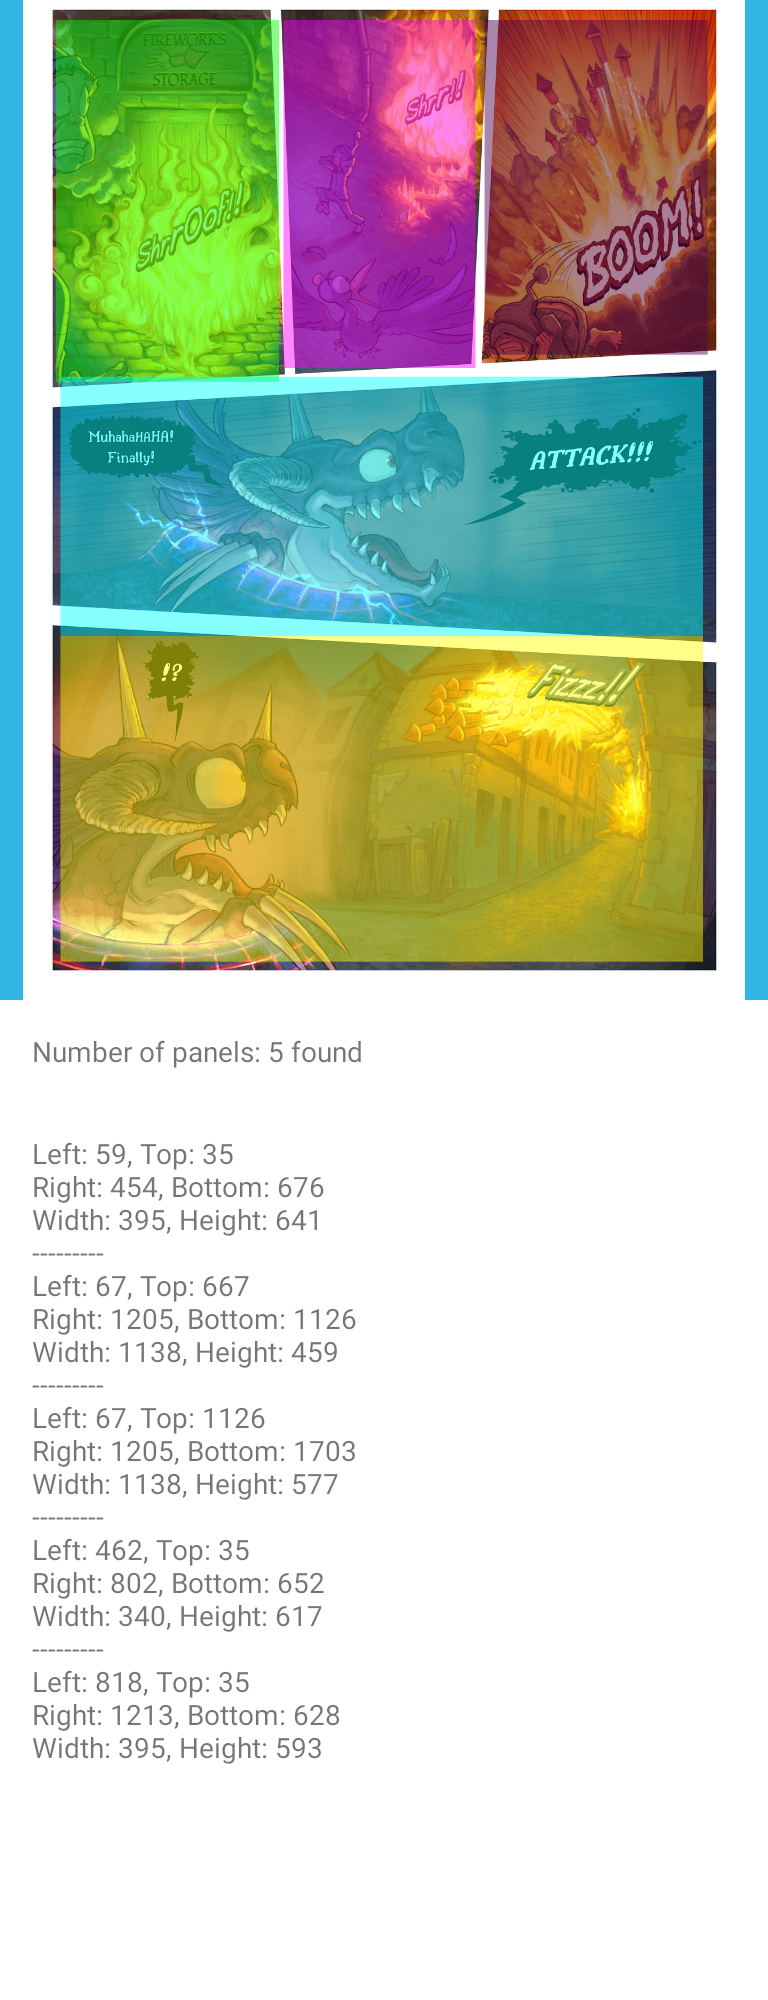 FIREWORKS
STORAGE
ShrrOof!!
Shrr!!
BOOM!
MuhahaHAHA!
Finally!
ATTACK!!!
!?
Fizzz!!
Number of panels: 5 found
Left: 59, Top: 35
Right: 454, Bottom: 676
Width: 395, Height: 641
---------
Left: 67, Top: 667
Right: 1205, Bottom: 1126
Width: 1138, Height: 459
---------
Left: 67, Top: 1126
Right: 1205, Bottom: 1703
Width: 1138, Height: 577
---------
Left: 462, Top: 35
Right: 802, Bottom: 652
Width: 340, Height: 617
---------
Left: 818, Top: 35
Right: 1213, Bottom: 628
Width: 395, Height: 593